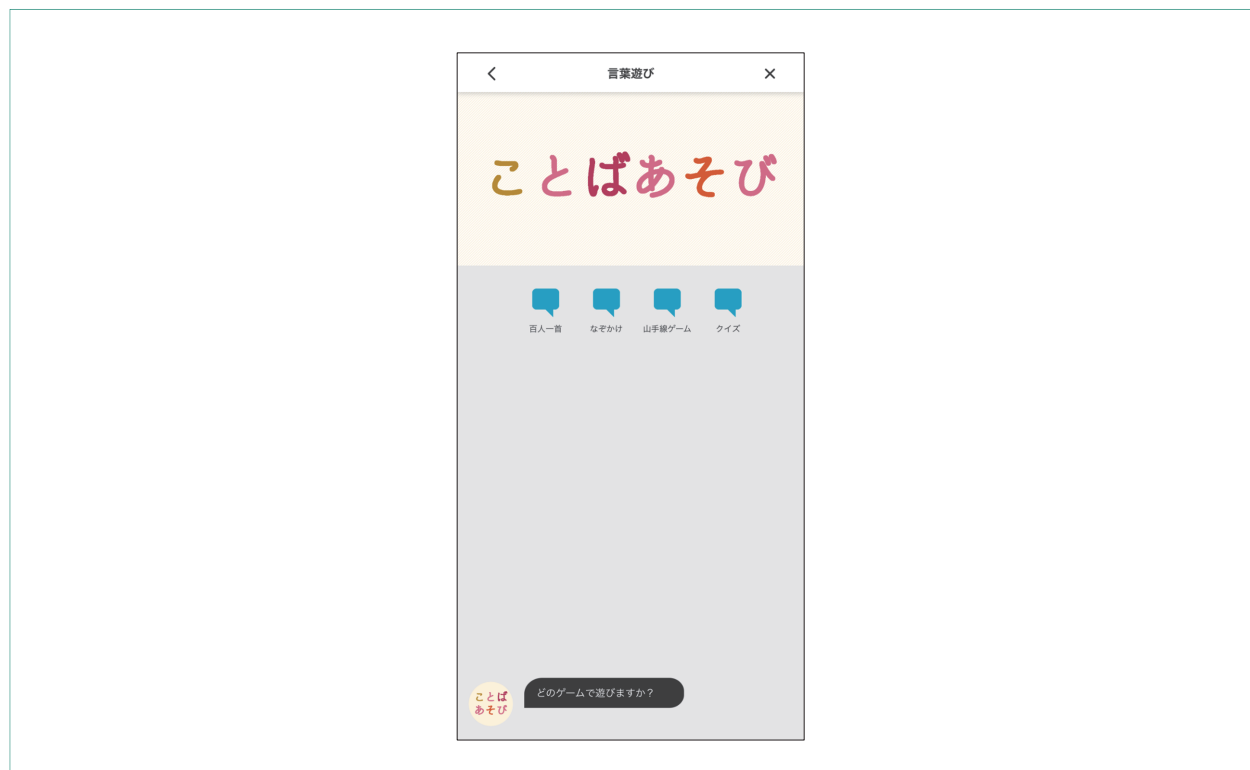 言葉遊び
ことばあそび
百人一首
なぞかけ
山手線ゲーム
クイズ
ことば
あそび
どのゲームで遊びますか？